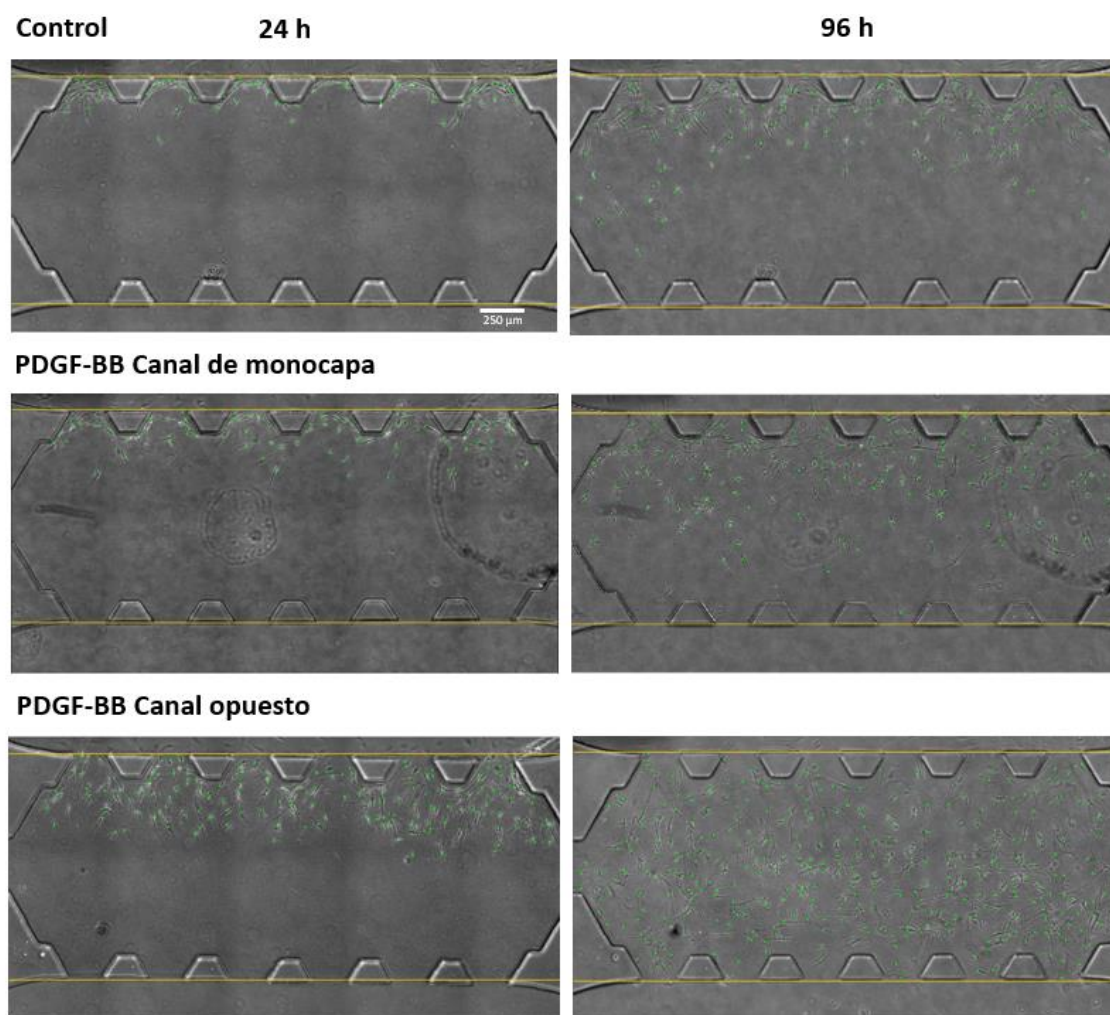 Control 24 h 96 h
250 µm
PDGF-BB Canal de monocapa
PDGF-BB Canal opuesto